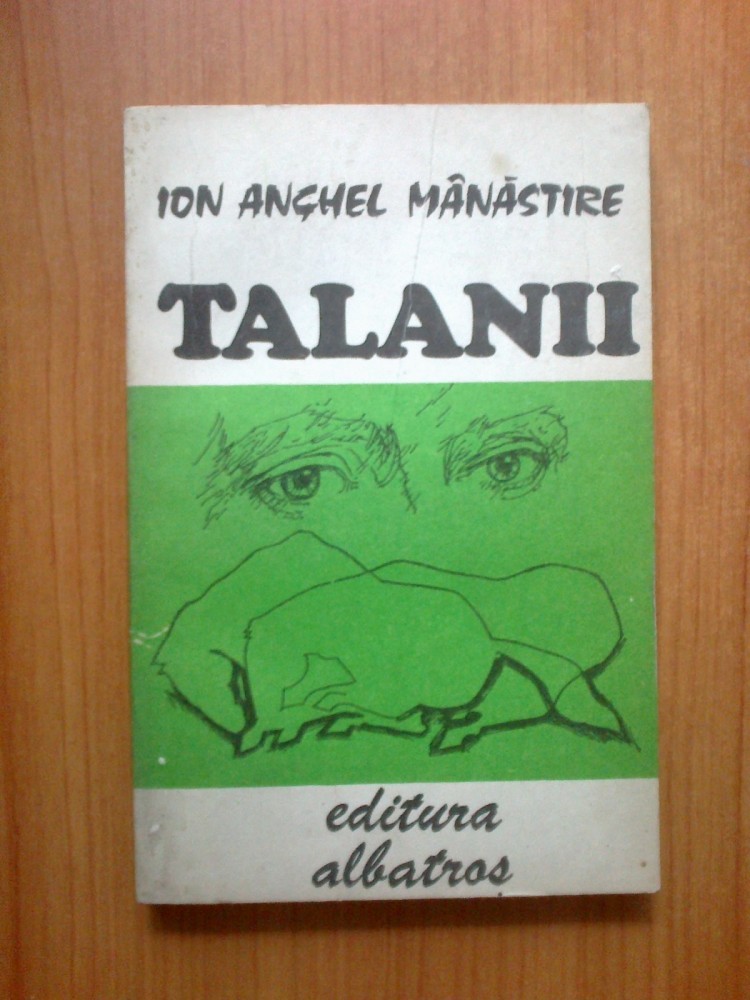 ION ANGHEL MÂNĂSTIRE
TALANII
editura
albatros